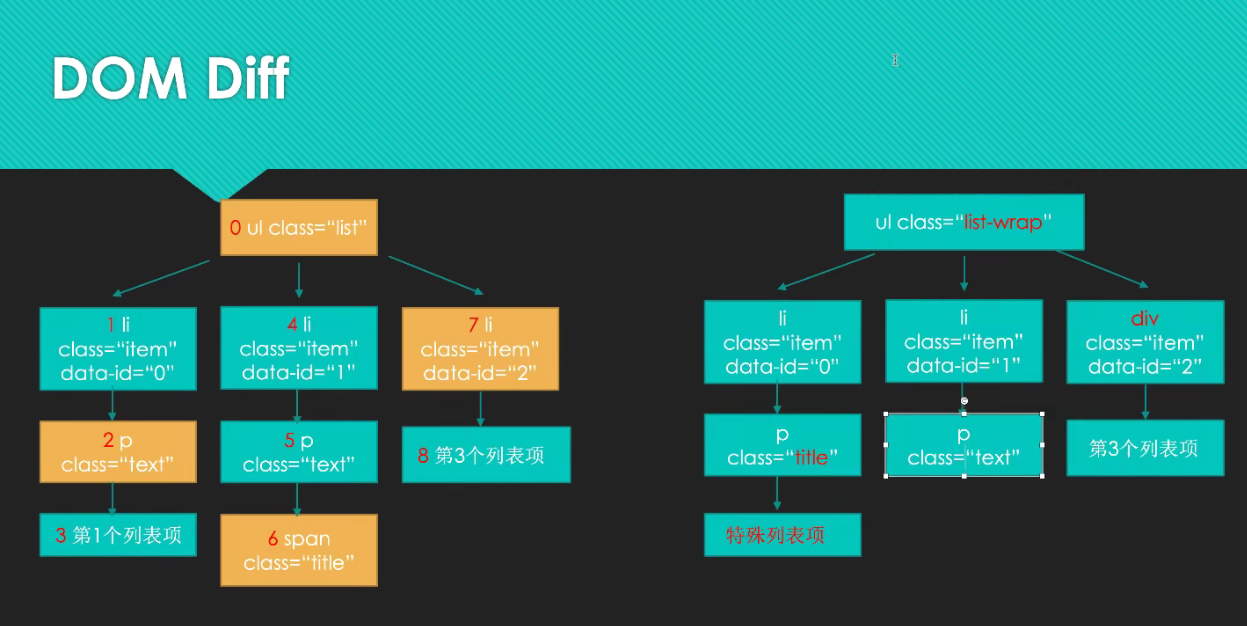 DOM Diff
0 ul class=“list”
1 li
class=“item”
data-id=“0”
4 li
class=“item”
data-id=“1”
7 li
class=“item”
data-id=“2”
2 p
class=“text”
5 p
class=“text”
8 第3个列表项
3 第1个列表项
6 span
class=“title”
ul class=“list-wrap”
li
class=“item”
data-id=“0”
li
class=“item”
data-id=“1”
div
class=“item”
data-id=“2”
p
class=“title”
p
class=“text”
第3个列表项
特殊列表项